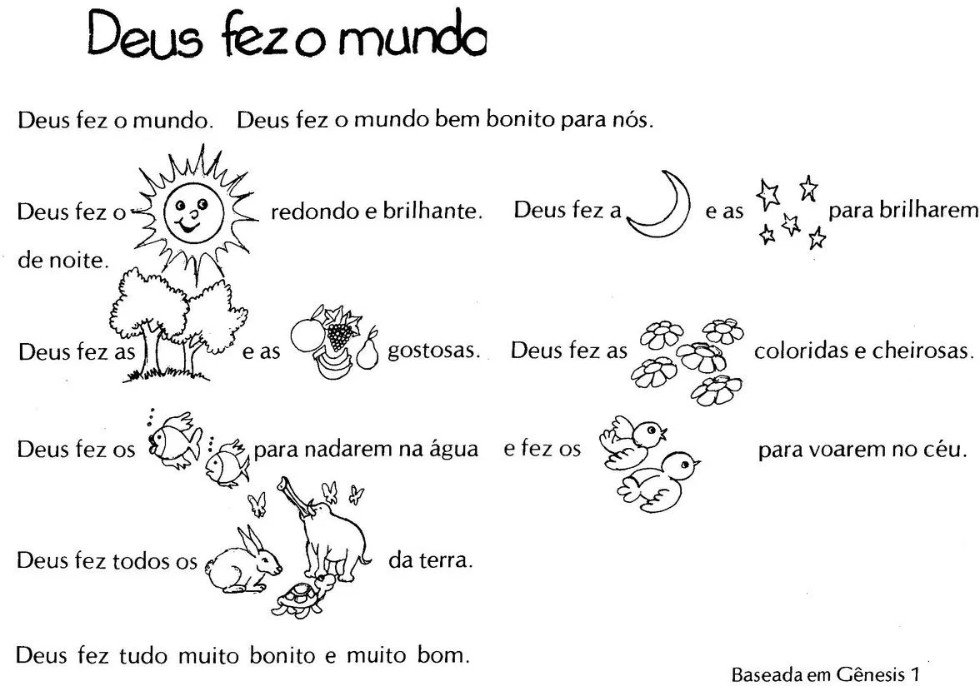 Deus fez o mundo
Deus fez o mundo. Deus fez o mundo bem bonito para nós.
Deus fez o redondo e brilhante. Deus fez a e as para brilharem
de noite.
Deus fez as e as gostosas. Deus fez as coloridas e cheirosas.
Deus fez os para nadarem na água e fez os para voarem no céu.
Deus fez todos os da terra.
Deus fez tudo muito bonito e muito bom.
Baseada em Gênesis 1